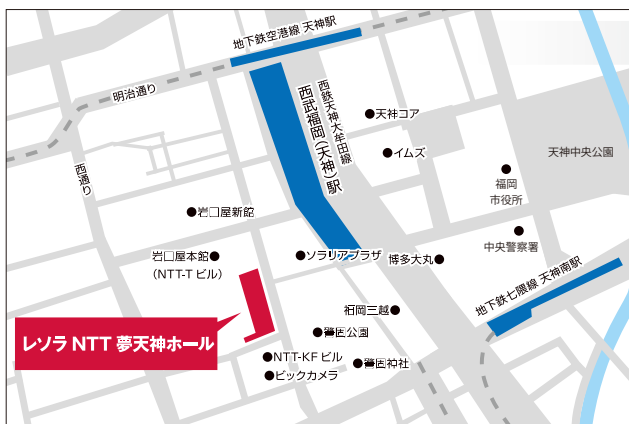 地下鉄空港線 天神駅
明治通り
西鉄天神大牟田線
西武福岡(天神)駅
天神コア
イムズ
天神中央公園
西通り
福岡
市役所
岩□屋新館
中央警察署
岩□屋本館
(NTT-T ビル)
ソラリアプラザ
博多大丸
地下鉄七隈線 天神南駅
福岡三越
レソラ NTT 夢天神ホール
警固公園
NTT-KF ビル
警固神社
ビックカメラ